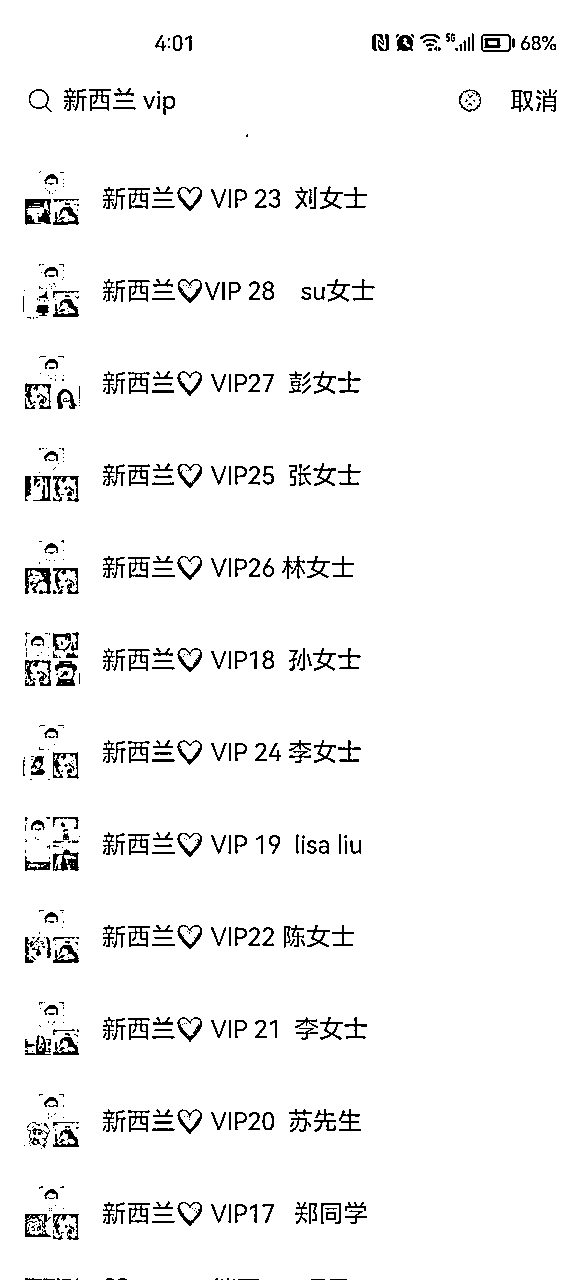 4:01 5G 68%
新西兰 vip 取消
新西兰♡ VIP 23 刘女士
新西兰♡VIP 28 su女士
新西兰♡ VIP27 彭女士
新西兰♡ VIP25 张女士
新西兰♡ VIP26 林女士
新西兰♡ VIP18 孙女士
新西兰♡ VIP 24 李女士
新西兰♡ VIP 19 lisa liu
新西兰♡ VIP22 陈女士
新西兰♡ VIP 21 李女士
新西兰♡ VIP20 苏先生
新西兰♡ VIP17 郑同学